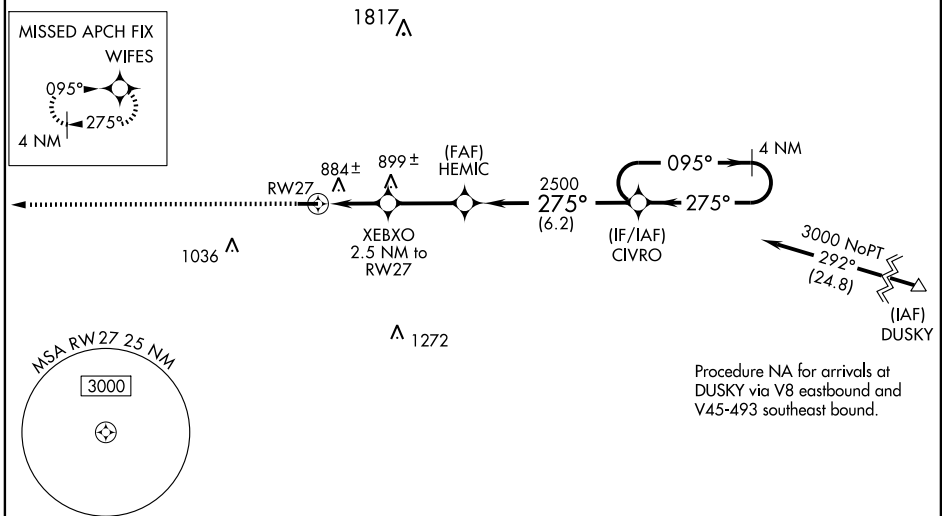 MISSED APCH FIX
WIFES
095°
275°
4 NM
1817
RW27
884±
899±
(FAF)
HEMIC
2500
275°
(6.2)
095°
4 NM
275°
XEBXO
2.5 NM to
RW27
(IF/IAF)
CIVRO
1036
3000 NoPT
292°
(24.8)
(IAF)
DUSKY
1272
MSA RW27 25 NM
3000
Procedure NA for arrivals at
DUSKY via V8 eastbound and
V45-493 southeast bound.